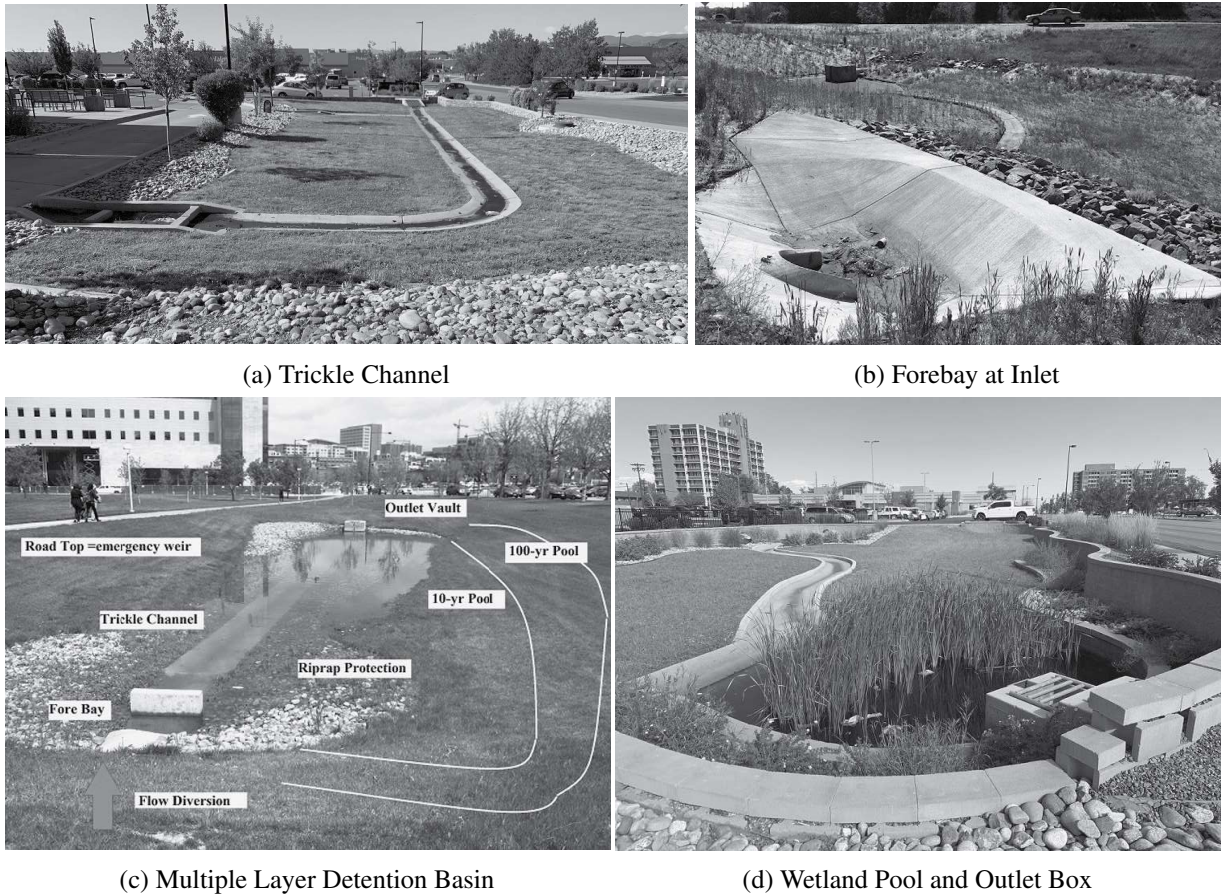 (a) Trickle Channel
(b) Forebay at Inlet
Outlet Vault
100-yr Pool
Road Top =emergency weir
10-yr Pool
Trickle Channel
Riprap Protection
Fore Bay
Flow Diversion
(c) Multiple Layer Detention Basin
(d) Wetland Pool and Outlet Box